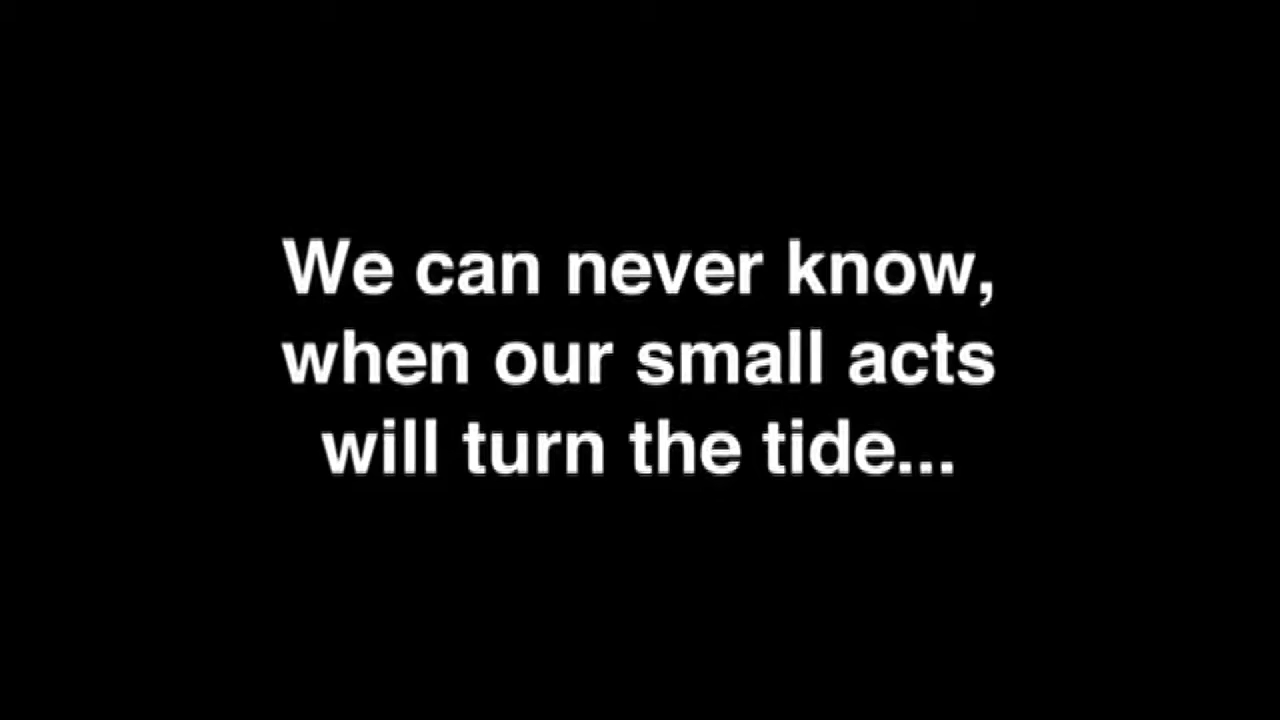 We can never know,
when our small acts
will turn the tide...